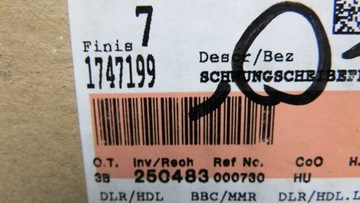 7
Finis Descr/Bez
1747199 SCHWUNGSCHEIBE
O.T. Inv/Rech Ref Nc. CoO H.
3B 250483 000730 HU
DLR/HDL BBC/MMR DLR/HDL.L